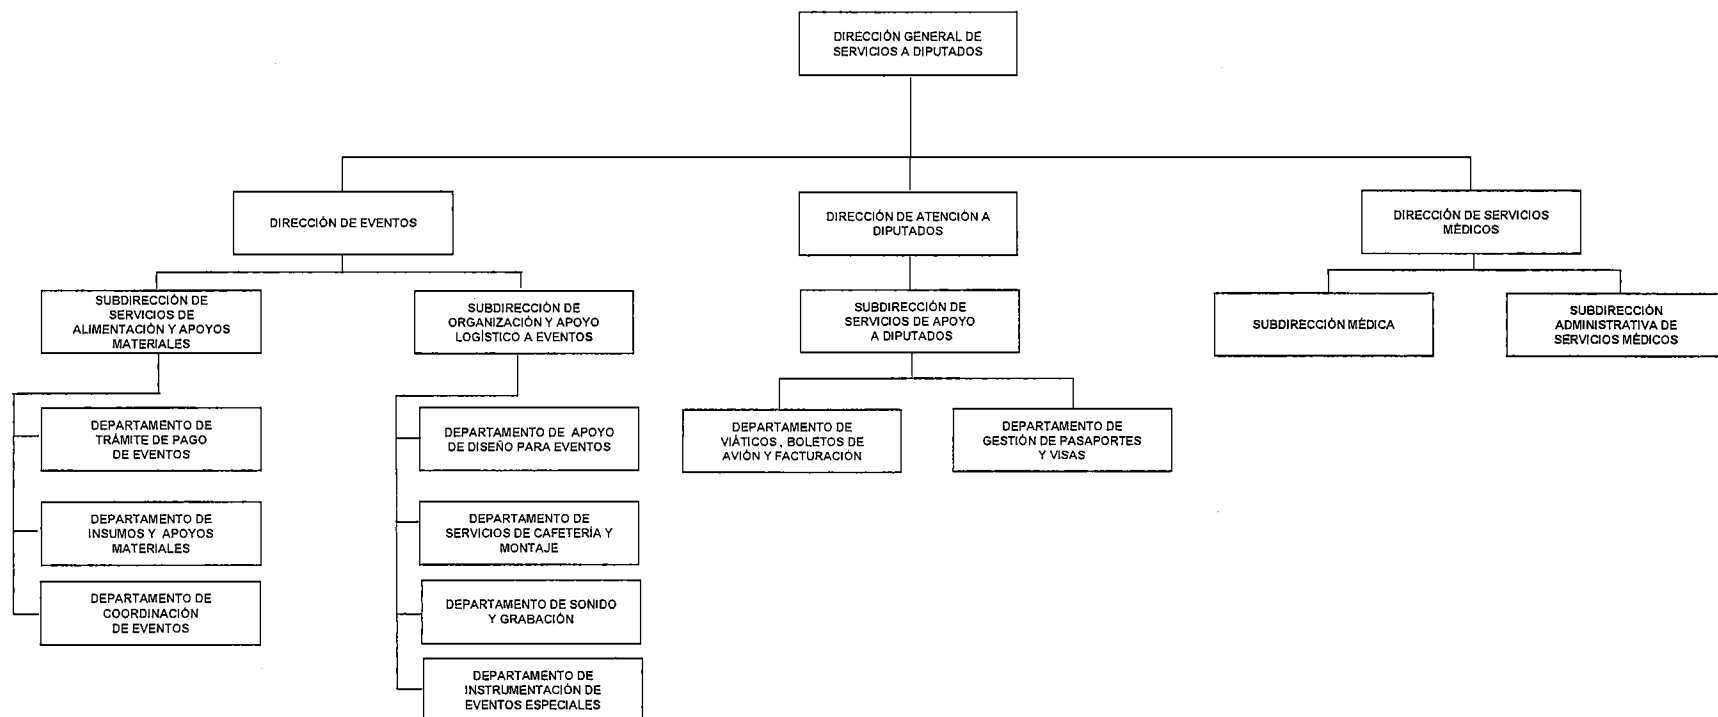 DIRECCIÓN GENERAL DE
SERVICIOS A DIPUTADOS
DIRECCIÓN DE EVENTOS
DIRECCIÓN DE ATENCIÓN A
DIPUTADOS
DIRECCIÓN DE SERVICIOS
MÉDICOS
SUBDIRECCIÓN DE
SERVICIOS DE
ALIMENTACIÓN Y APOYOS
MATERIALES
SUBDIRECCIÓN DE
ORGANIZACIÓN Y APOYO
LOGÍSTICO A EVENTOS
SUBDIRECCIÓN DE
SERVICIOS DE APOYO
A DIPUTADOS
SUBDIRECCIÓN MÉDICA
SUBDIRECCIÓN
ADMINISTRATIVA DE
SERVICIOS MÉDICOS
DEPARTAMENTO DE
TRÁMITE DE PAGO
DE EVENTOS
DEPARTAMENTO DE APOYO
DE DISEÑO PARA EVENTOS
DEPARTAMENTO DE
VIÁTICOS , BOLETOS DE
AVIÓN Y FACTURACIÓN
DEPARTAMENTO DE
GESTIÓN DE PASAPORTES
Y VISAS
DEPARTAMENTO DE
INSUMOS Y APOYOS
MATERIALES
DEPARTAMENTO DE
SERVICIOS DE CAFETERÍA Y
MONTAJE
DEPARTAMENTO DE
COORDINACIÓN
DE EVENTOS
DEPARTAMENTO DE SONIDO
Y GRABACIÓN
DEPARTAMENTO DE
INSTRUMENTACIÓN DE
EVENTOS ESPECIALES